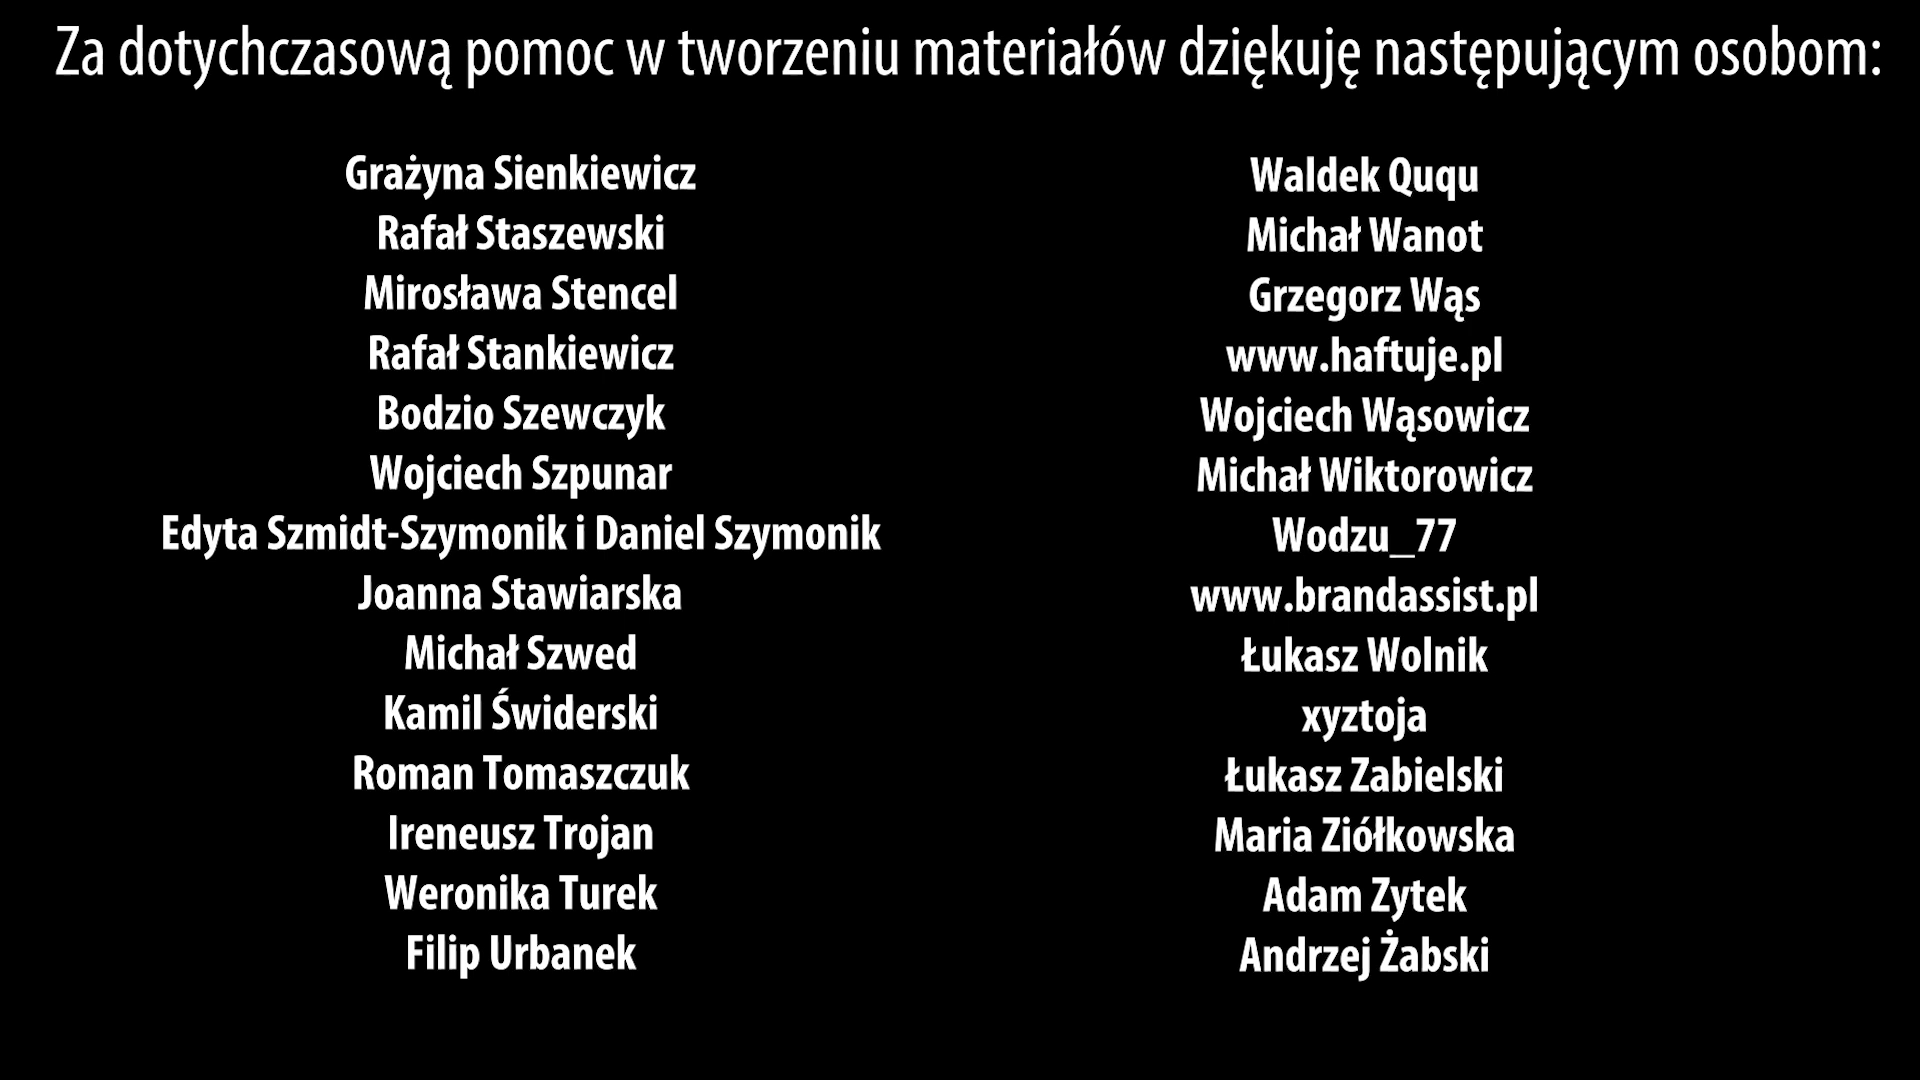 Za dotychczasową pomoc w tworzeniu materiałów dziękuję następującym osobom:
Grażyna Sienkiewicz
Rafał Staszewski
Mirosława Stencel
Rafał Stankiewicz
Bodzio Szewczyk
Wojciech Szpunar
Edyta Szmidt-Szymonik i Daniel Szymonik
Joanna Stawiarska
Michał Szwed
Kamil Świderski
Roman Tomaszczuk
Ireneusz Trojan
Weronika Turek
Filip Urbanek
Waldek Ququ
Michał Wanot
Grzegorz Wąs
www.haftuje.pl
Wojciech Wąsowicz
Michał Wiktorowicz
Wodzu_77
www.brandassist.pl
Łukasz Wolnik
xyztoja
Łukasz Zabielski
Maria Ziółkowska
Adam Zytek
Andrzej Żabski